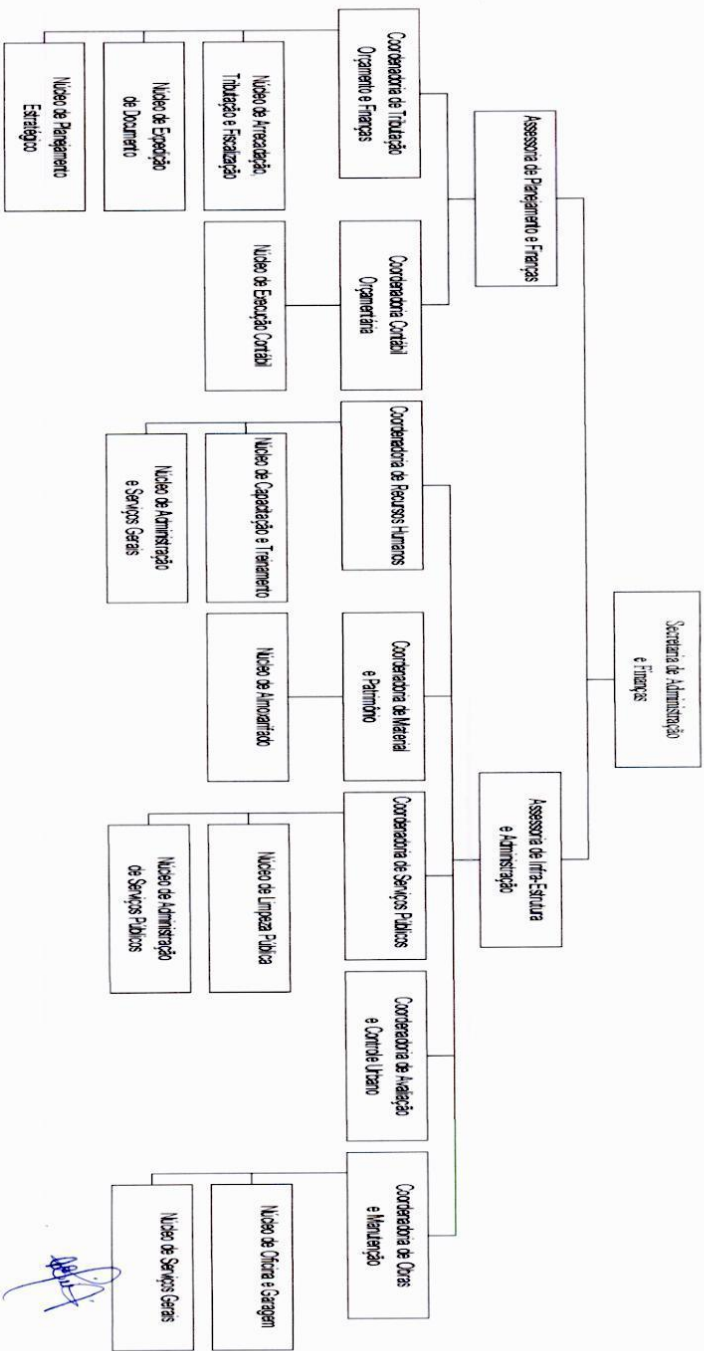 Secretaria de Administração
e Finanças
Assessoria de Planejamento e Finanças
Assessoria de Infra-Estrutura
e Administração
Coordenadoria de Tributação
Orçamento e Finanças
Coordenadoria Contábil
Orçamentária
Coordenadoria de Recursos Humanos
Coordenadoria de Material
e Patrimônio
Coordenadoria de Serviços Públicos
Coordenadoria de Avaliação
e Controle Urbano
Coordenadoria de Obras
e Manutenção
Núcleo de Arrecadação,
Tributação e Fiscalização
Núcleo de Execução Contábil
Núcleo de Capacitação e Treinamento
Núcleo de Almoxarifado
Núcleo de Limpeza Pública
Núcleo de Oficina e Garagem
Núcleo de Expedição
de Documento
Núcleo de Administração
e Serviços Gerais
Núcleo de Administração
de Serviços Públicos
Núcleo de Serviços Gerais
Núcleo de Planejamento
Estratégico